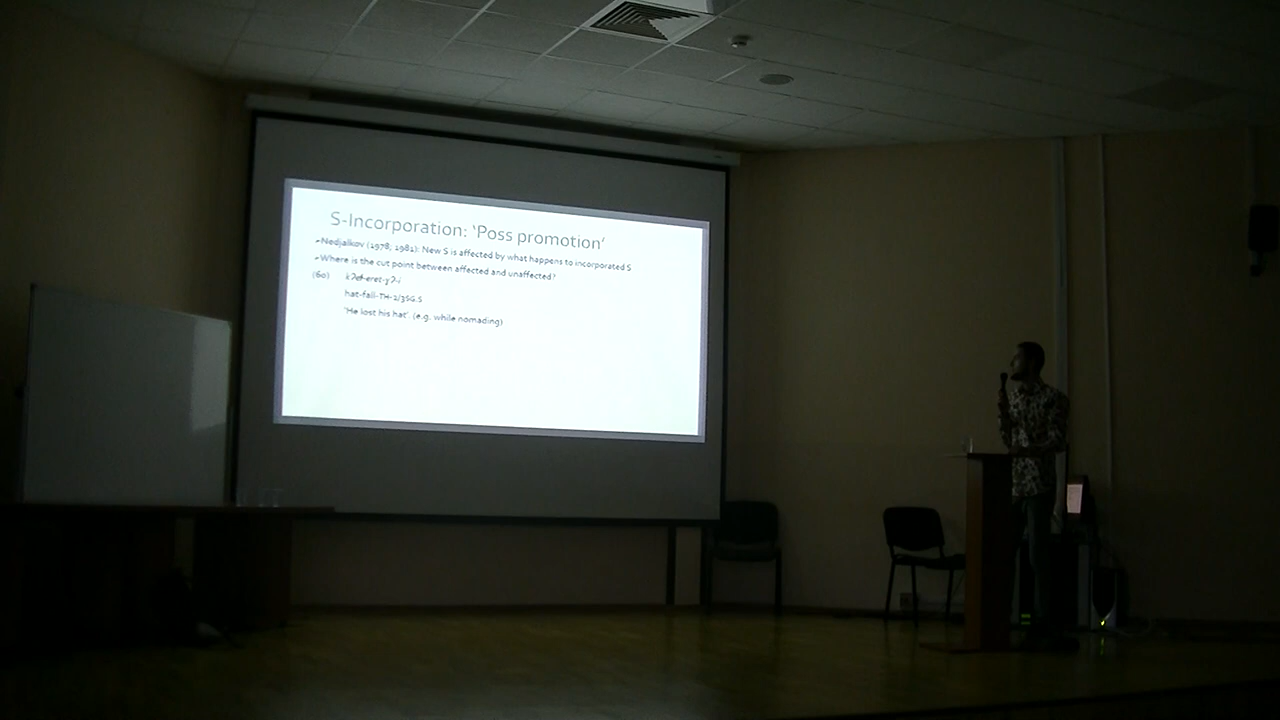 S-Incorporation: ‘Poss promotion’
Nedjalkov (1978; 1981): New S is affected by what happens to incorporated S
Where is the cut point between affected and unaffected?
(60)
hat-fall-TH-2/3SG.S
‘He lost his hat’. (e.g. while nomading)